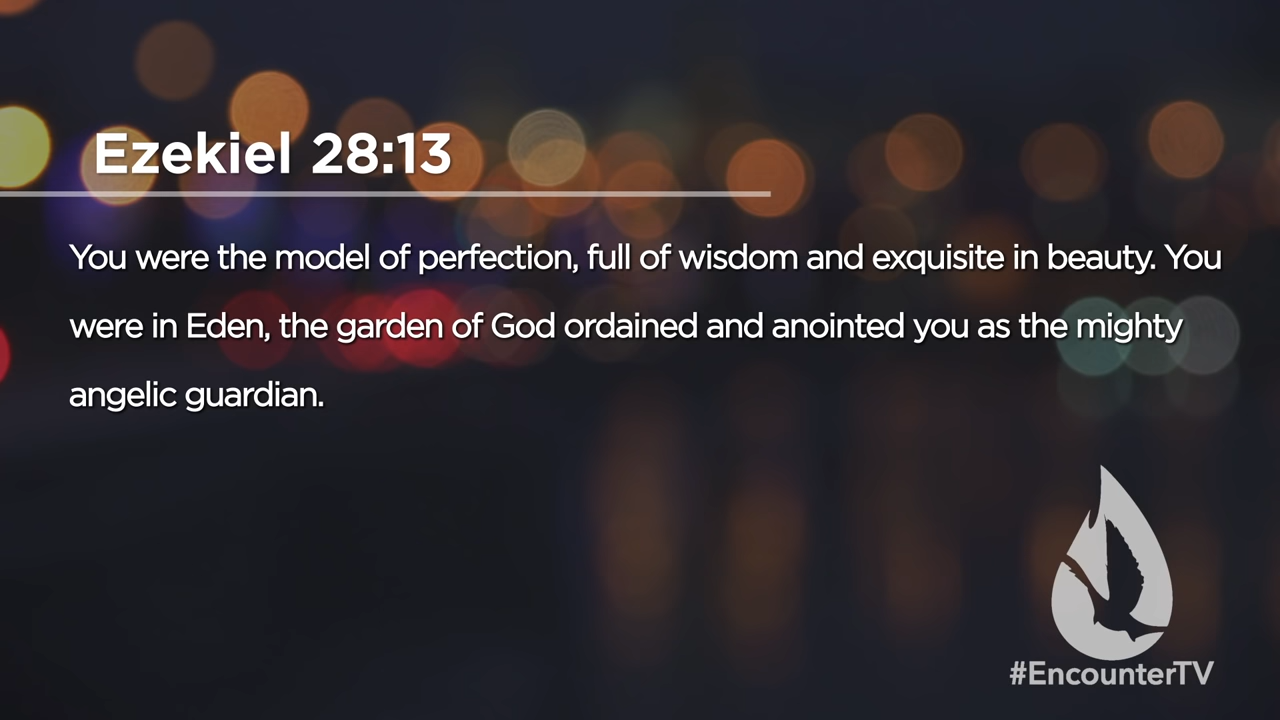 Ezekiel 28:13
You were the model of perfection, full of wisdom and exquisite in beauty. You
were in Eden, the garden of God ordained and anointed you as the mighty
angelic guardian.
#EncounterTV